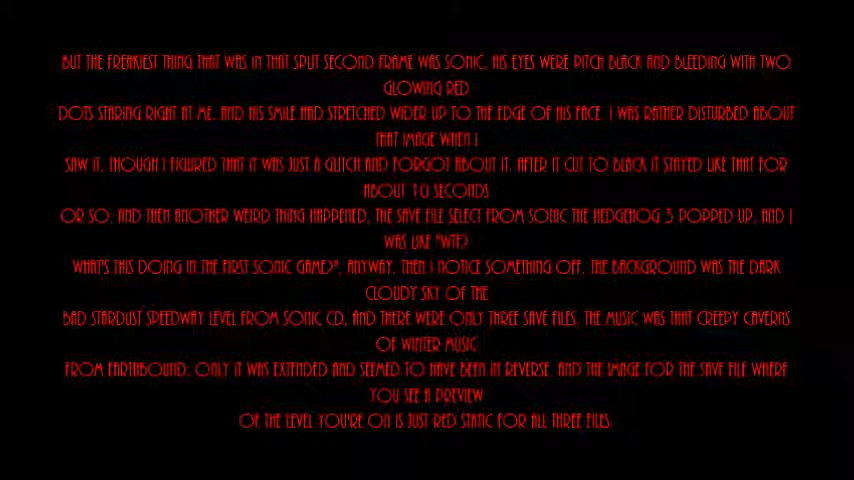 BUT THE FREAKIEST THING THAT WAS IN THAT SPLIT SECOND FRAME WAS SONIC. HIS EYES WERE PITCH BLACK AND BLEEDING WITH TWO
GLOWING RED
DOTS STARING RIGHT AT ME, AND HIS SMILE HAD STRETCHED WIDER UP TO THE EDGE OF HIS FACE. I WAS RATHER DISTURBED ABOUT
THAT IMAGE WHEN I
SAW IT, THOUGH I FIGURED THAT IT WAS JUST A GLITCH AND FORGOT ABOUT IT. AFTER IT CUT TO BLACK IT STAYED LIKE THAT FOR
ABOUT 10 SECONDS
OR SO, AND THEN ANOTHER WEIRD THING HAPPENED, THE SAVE FILE SELECT FROM SONIC THE HEDGEHOG 3 POPPED UP, AND I
WAS LIKE "WTF?
WHAT'S THIS DOING IN THE FIRST SONIC GAME?", ANYWAY, THEN I NOTICE SOMETHING OFF, THE BACKGROUND WAS THE DARK
CLOUDY SKY OF THE
BAD STARDUST SPEEDWAY LEVEL FROM SONIC CD, AND THERE WERE ONLY THREE SAVE FILES. THE MUSIC WAS THAT CREEPY CAVERNS
OF WINTER MUSIC
FROM EARTHBOUND; ONLY IT WAS EXTENDED AND SEEMED TO HAVE BEEN IN REVERSE. AND THE IMAGE FOR THE SAVE FILE WHERE
YOU SEE A PREVIEW
OF THE LEVEL YOU'RE ON IS JUST RED STATIC FOR ALL THREE FILES.